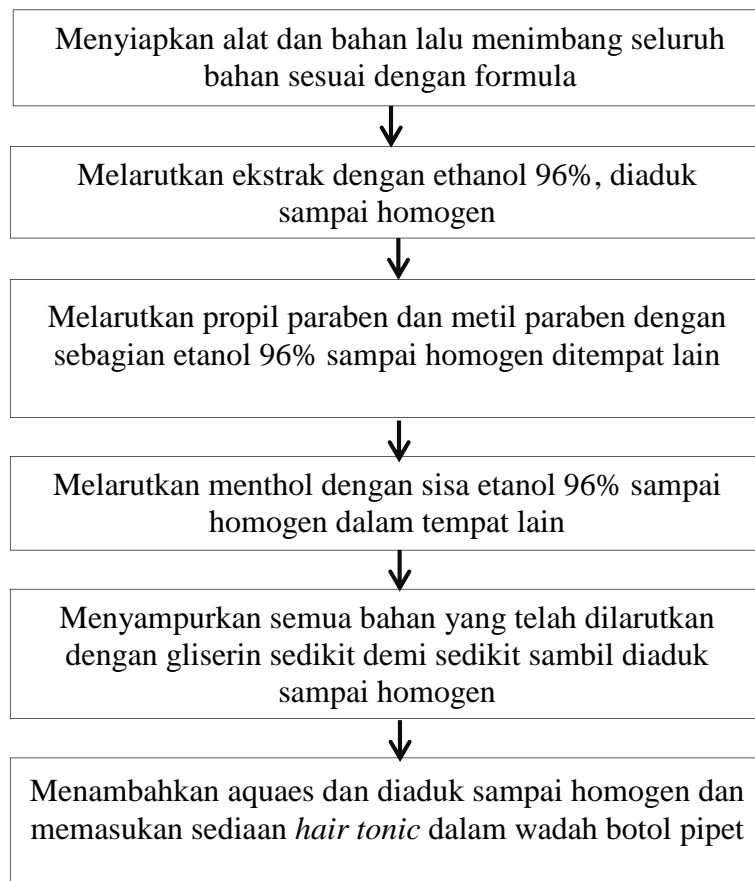 Menyiapkan alat dan bahan lalu menimbang seluruh
bahan sesuai dengan formula
Melarutkan ekstrak dengan ethanol 96%, diaduk
sampai homogen
Melarutkan propil paraben dan metil paraben dengan
sebagian etanol 96% sampai homogen ditempat lain
Melarutkan menthol dengan sisa etanol 96% sampai
homogen dalam tempat lain
Menyampurkan semua bahan yang telah dilarutkan
dengan gliserin sedikit demi sedikit sambil diaduk
sampai homogen
Menambahkan aquaes dan diaduk sampai homogen dan
memasukan sediaan hair tonic dalam wadah botol pipet